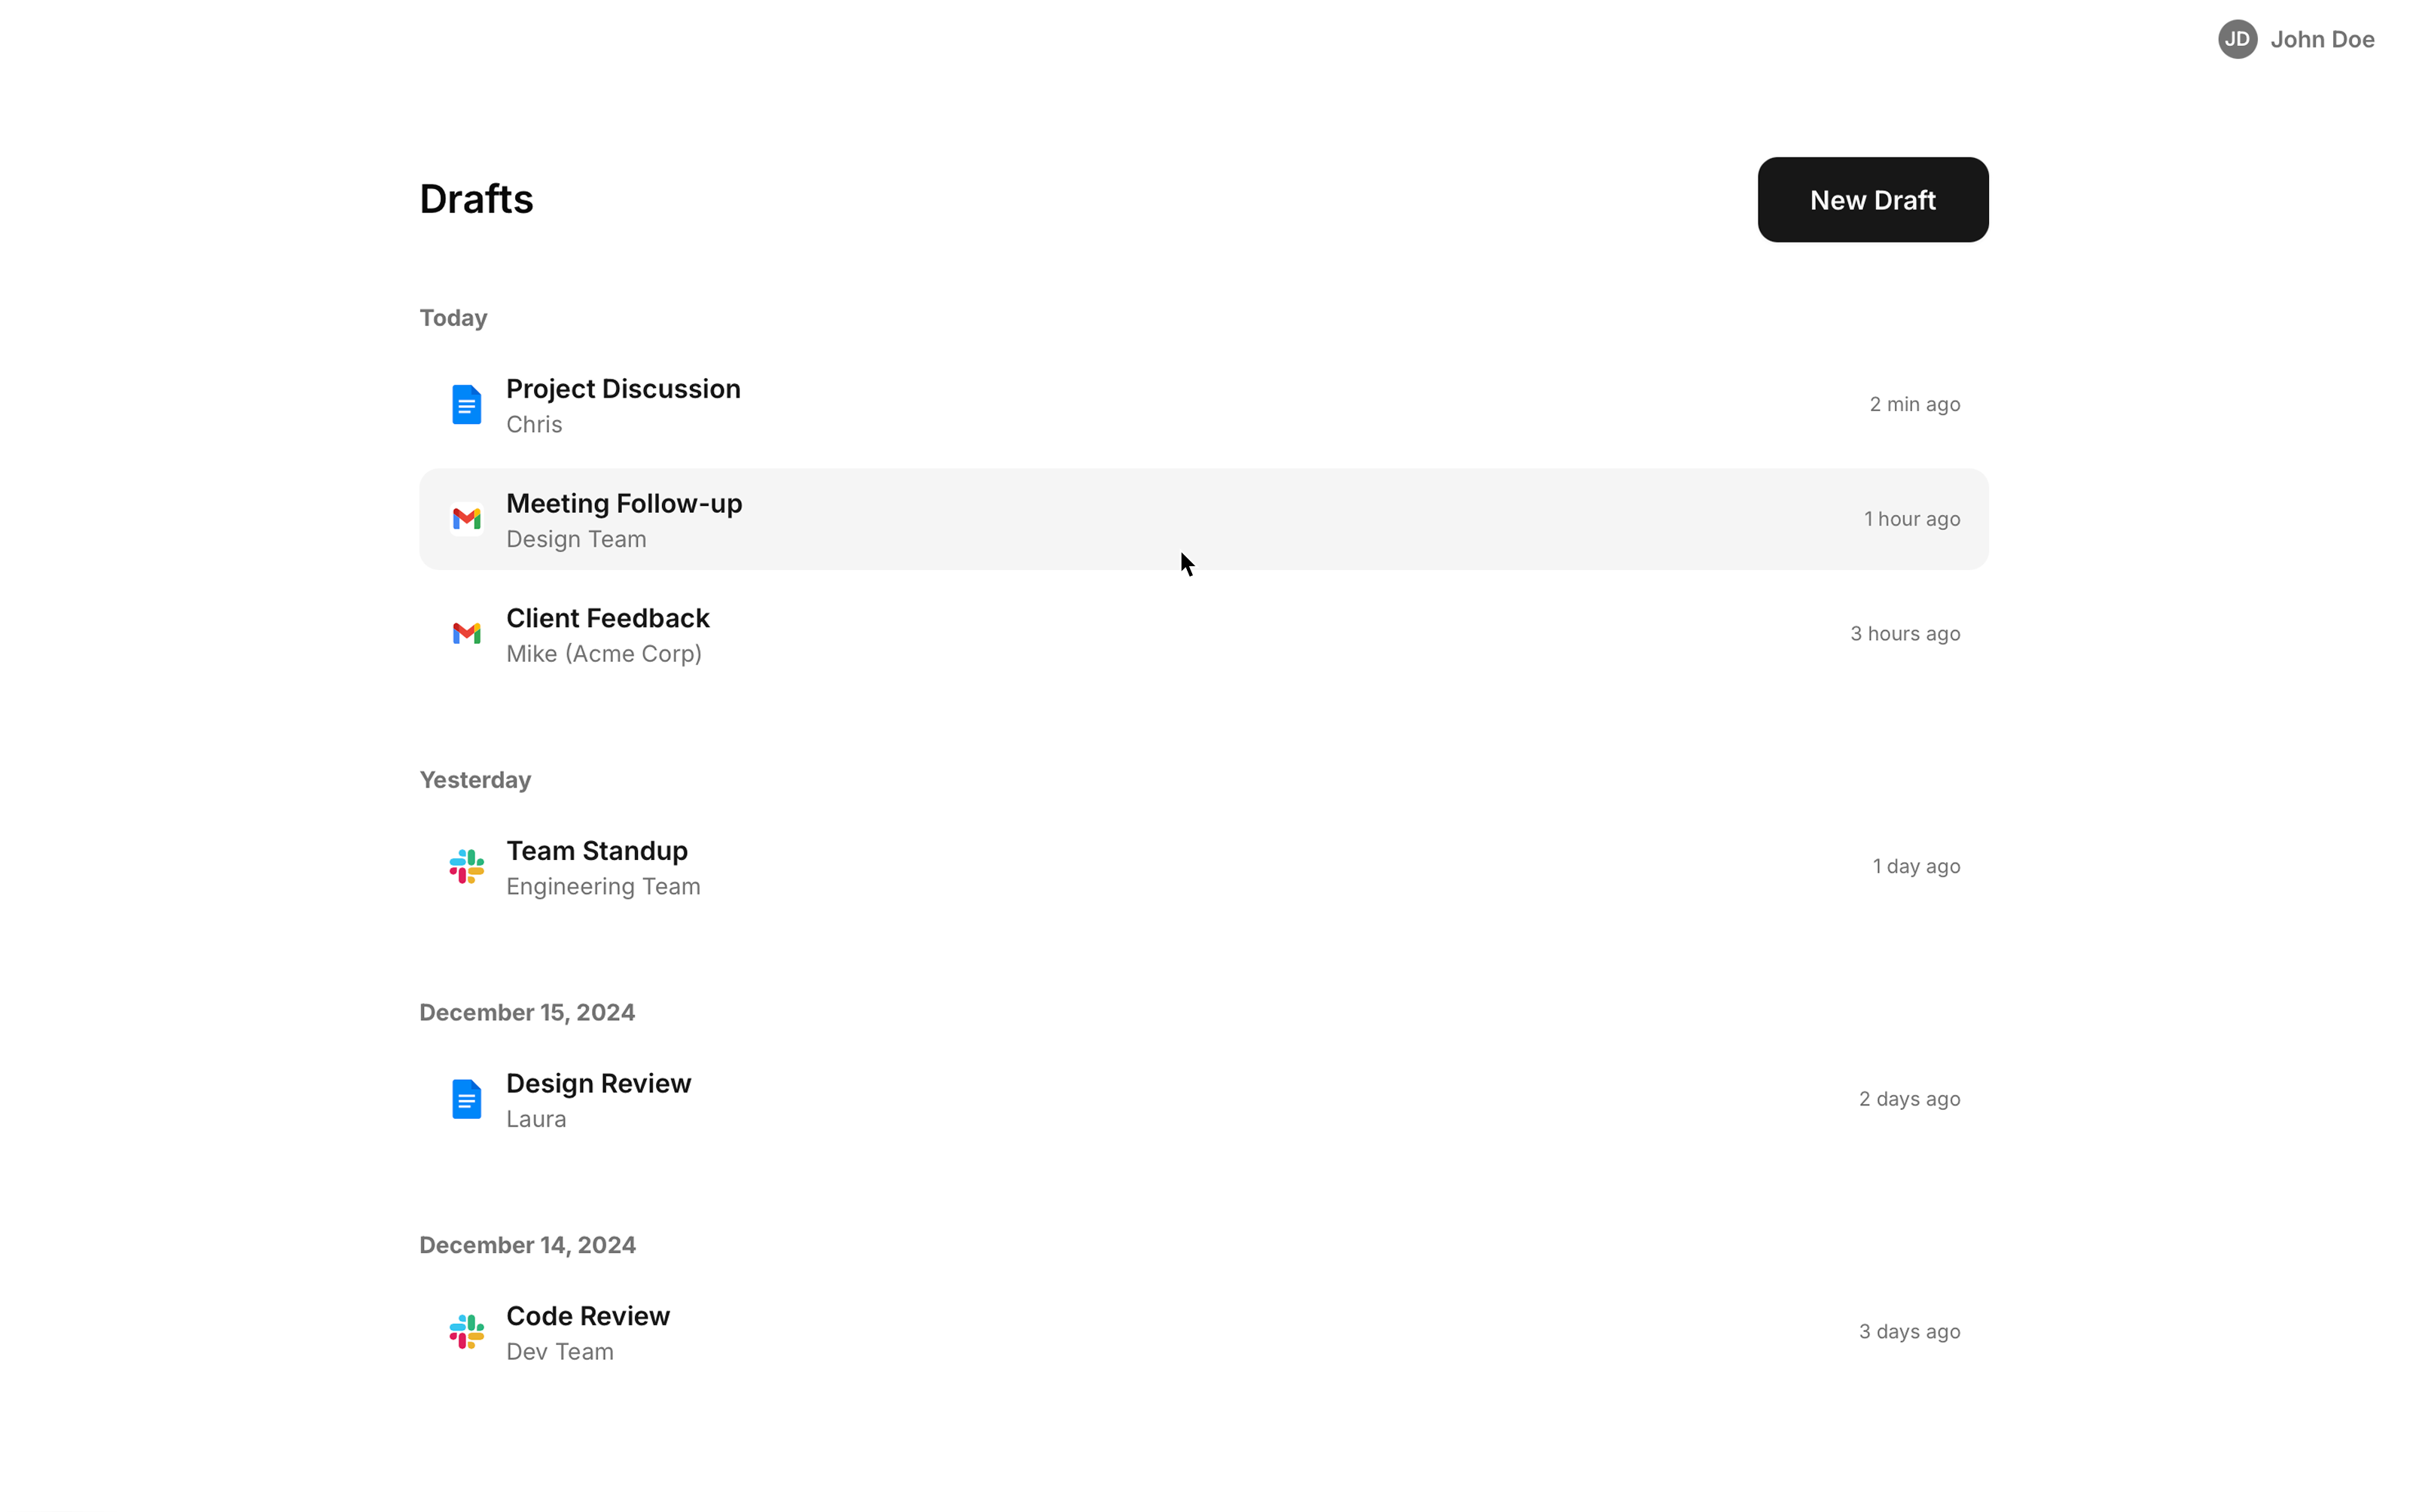 JD John Doe
Drafts
New Draft
Today
Project Discussion
Chris
2 min ago
Meeting Follow-up
Design Team
1 hour ago
Client Feedback
Mike (Acme Corp)
3 hours ago
Yesterday
Team Standup
Engineering Team
1 day ago
December 15, 2024
Design Review
Laura
2 days ago
December 14, 2024
Code Review
Dev Team
3 days ago